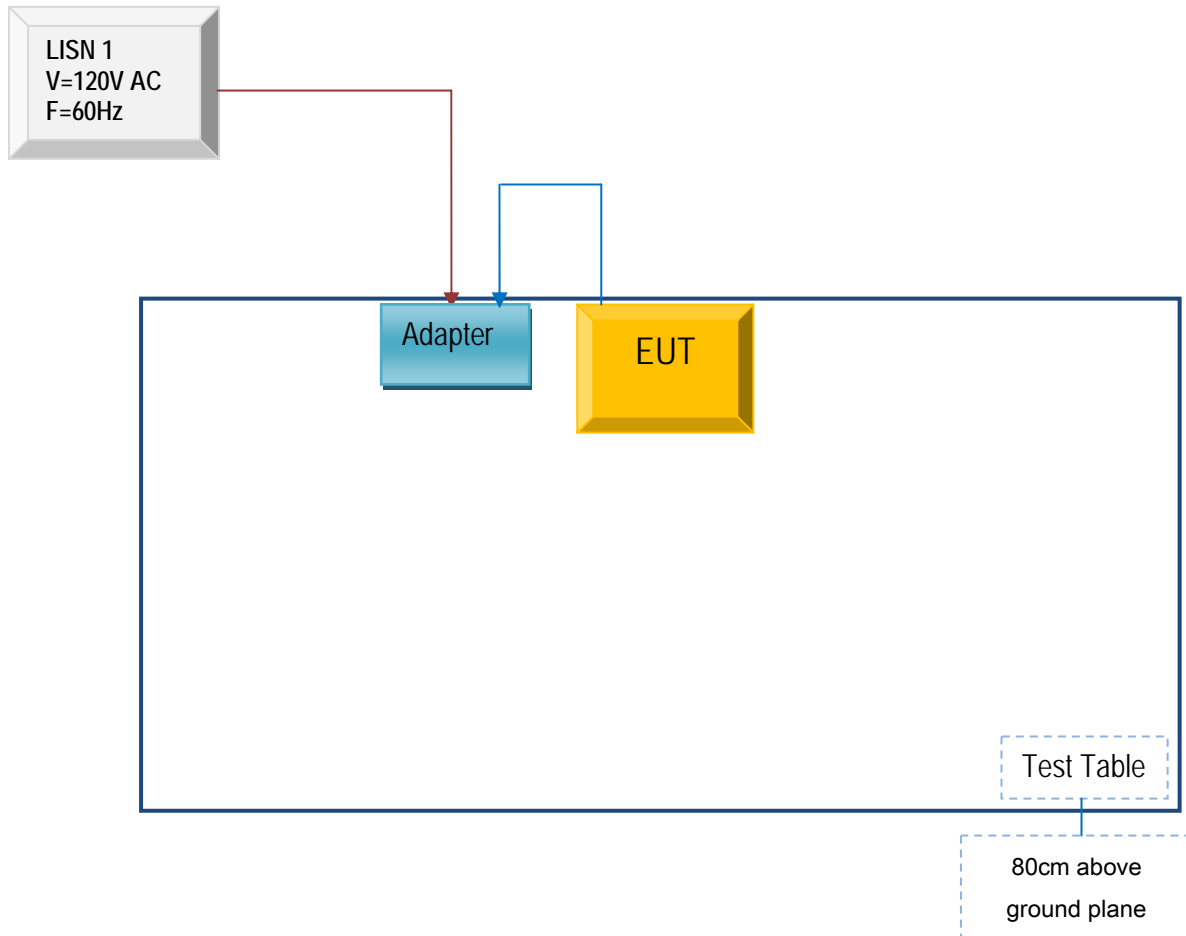 LISN 1
V=120V AC
F=60Hz
Adapter
EUT
Test Table
80cm above
ground plane